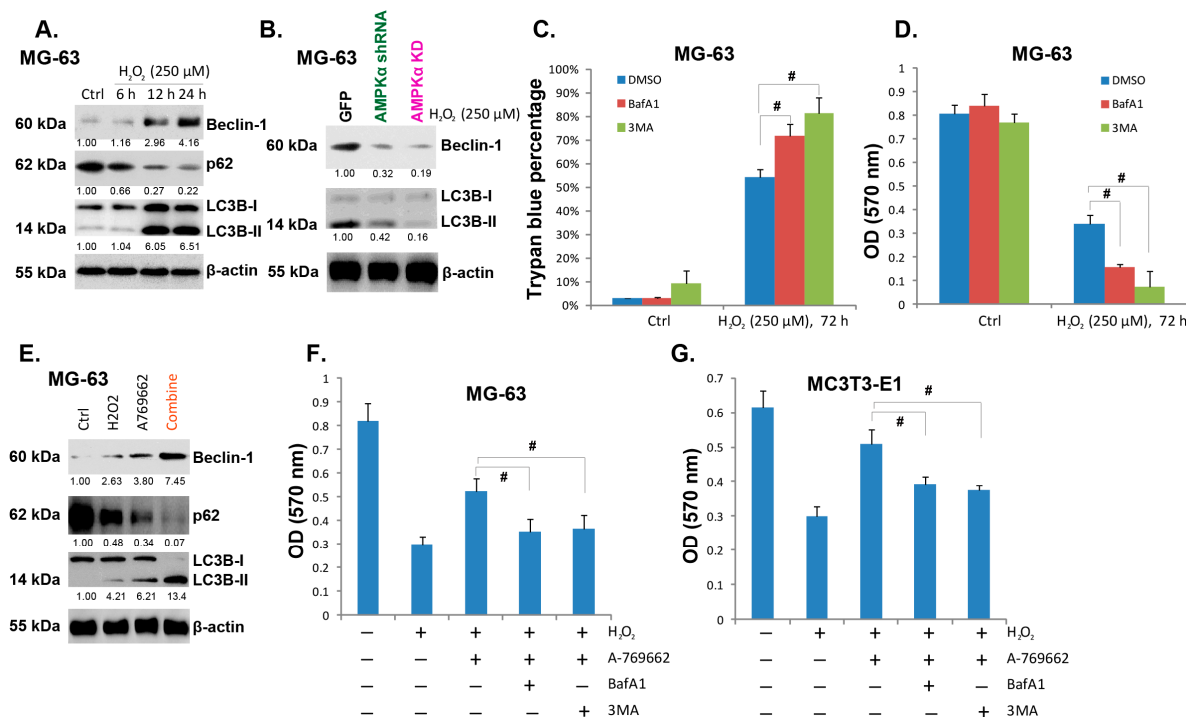 A.
MG-63
H₂O₂ (250 µM)
Ctrl 6 h 12 h 24 h
60 kDa Beclin-1
1.00 1.16 2.96 4.16
62 kDa p62
1.00 0.66 0.27 0.22
LC3B-I
14 kDa LC3B-II
1.00 1.04 6.05 6.51
55 kDa β-actin
B.
MG-63
GFP AMPKα shRNA AMPKα KD
H₂O₂ (250 µM)
60 kDa Beclin-1
1.00 0.32 0.19
LC3B-I
14 kDa LC3B-II
1.00 0.42 0.16
55 kDa β-actin
C.
MG-63
Trypan blue percentage
100%
90%
80%
70%
60%
50%
40%
30%
20%
10%
0%
DMSO
BafA1
3MA
#
#
Ctrl H₂O₂ (250 µM), 72 h
D.
MG-63
OD (570 nm)
1
0.9
0.8
0.7
0.6
0.5
0.4
0.3
0.2
0.1
0
DMSO
BafA1
3MA
#
#
Ctrl H₂O₂ (250 µM), 72 h
E.
MG-63
Ctrl H2O2 A769662 Combine
60 kDa Beclin-1
1.00 2.63 3.80 7.45
62 kDa p62
1.00 0.48 0.34 0.07
LC3B-I
14 kDa LC3B-II
1.00 4.21 6.21 13.4
55 kDa β-actin
F.
MG-63
OD (570 nm)
1
0.9
0.8
0.7
0.6
0.5
0.4
0.3
0.2
0.1
0
#
#
– + + + + H₂O₂
– – + + + A-769662
– – – + – BafA1
– – – – + 3MA
G.
MC3T3-E1
OD (570 nm)
0.7
0.6
0.5
0.4
0.3
0.2
0.1
0
#
#
– + + + + H₂O₂
– – + + + A-769662
– – – + – BafA1
– – – – + 3MA